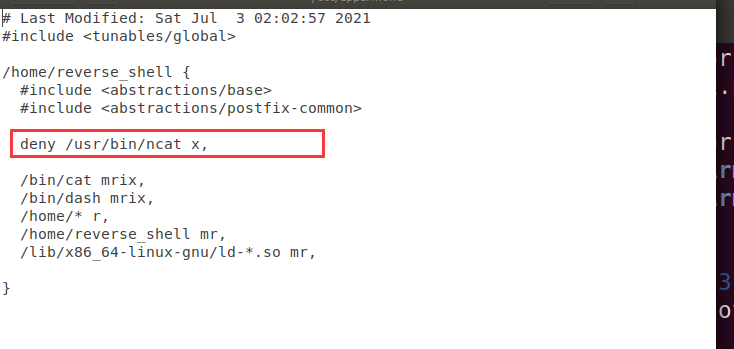 # Last Modified: Sat Jul  3 02:02:57 2021
#include <tunables/global>
/home/reverse_shell {
  #include <abstractions/base>
  #include <abstractions/postfix-common>
  deny /usr/bin/ncat x,
  /bin/cat mrix,
  /bin/dash mrix,
  /home/* r,
  /home/reverse_shell mr,
  /lib/x86_64-linux-gnu/ld-*.so mr,
}